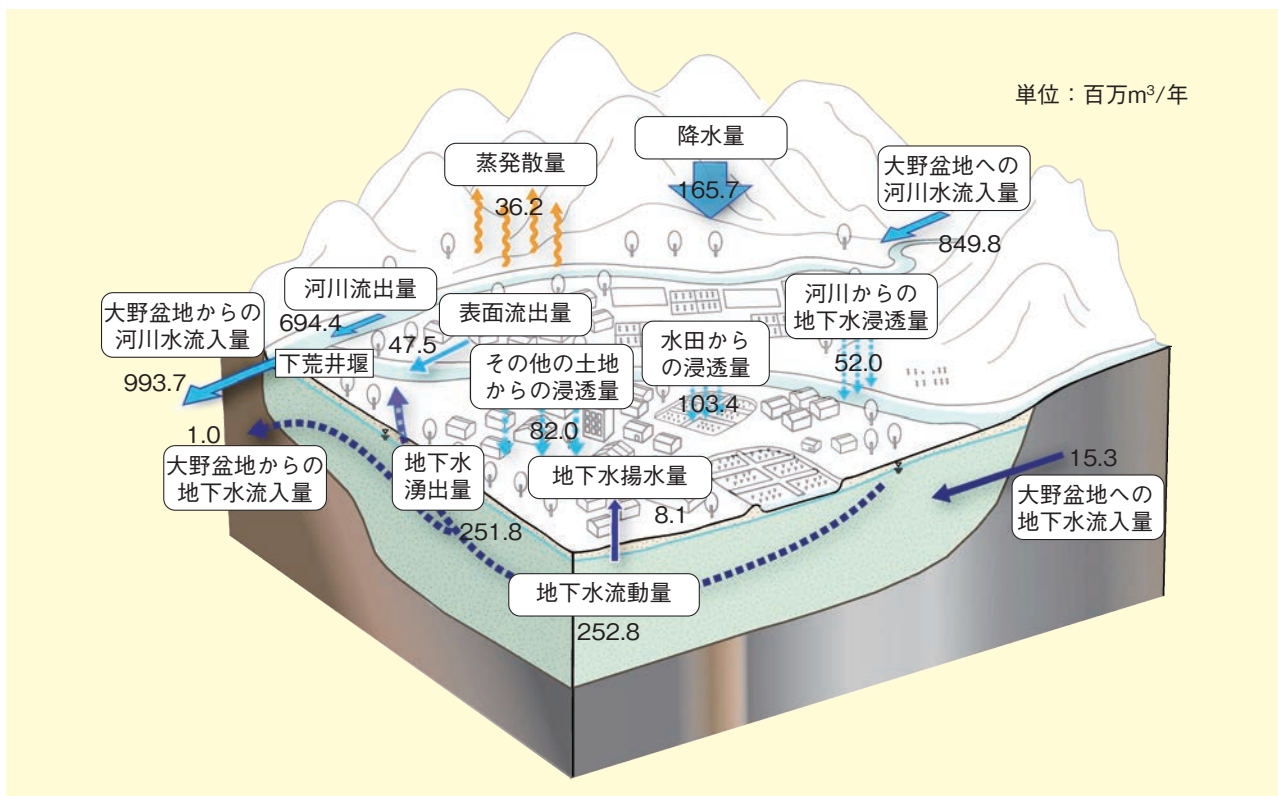 単位：百万m³/年
降水量
165.7
蒸発散量
36.2
大野盆地への
河川水流入量
849.8
河川流出量
694.4
大野盆地からの
河川水流入量
993.7
下荒井堰
表面流出量
47.5
その他の土地
からの浸透量
82.0
水田から
の浸透量
103.4
河川からの
地下水浸透量
52.0
1.0
大野盆地からの
地下水流入量
地下水
湧出量
251.8
地下水揚水量
8.1
15.3
大野盆地への
地下水流入量
地下水流動量
252.8